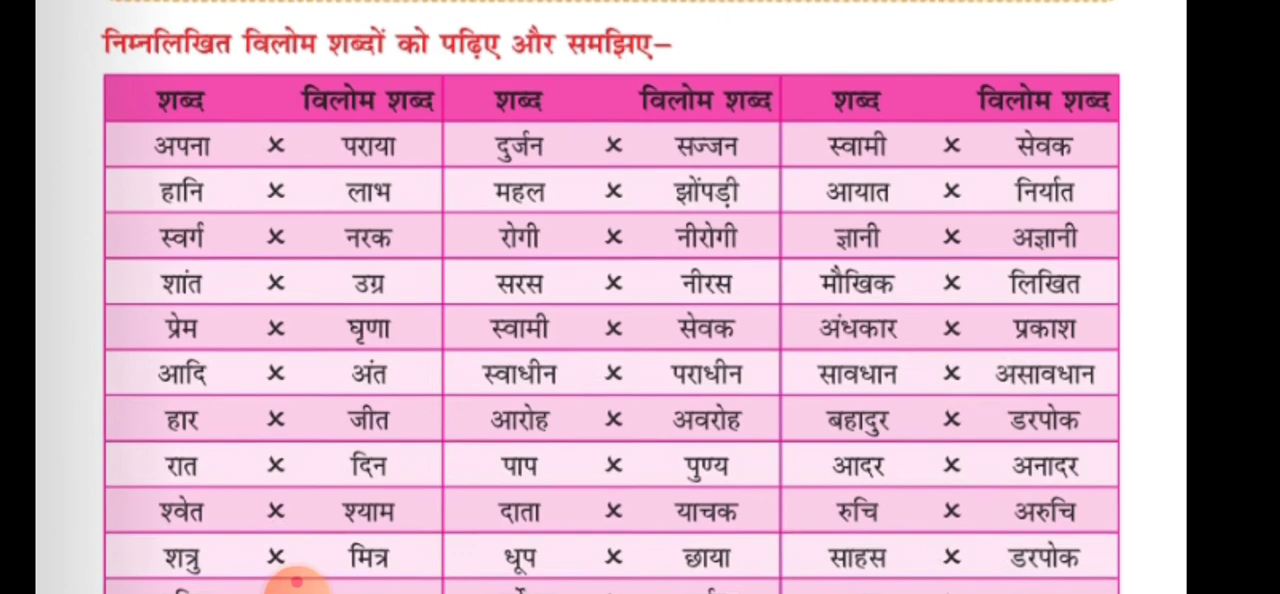 निम्नलिखित विलोम शब्दों को पढ़िए और समझिए–
शब्द विलोम शब्द शब्द विलोम शब्द शब्द विलोम शब्द
अपना × पराया दुर्जन × सज्जन स्वामी × सेवक
हानि × लाभ महल × झोंपड़ी आयात × निर्यात
स्वर्ग × नरक रोगी × नीरोगी ज्ञानी × अज्ञानी
शांत × उग्र सरस × नीरस मौखिक × लिखित
प्रेम × घृणा स्वामी × सेवक अंधकार × प्रकाश
आदि × अंत स्वाधीन × पराधीन सावधान × असावधान
हार × जीत आरोह × अवरोह बहादुर × डरपोक
रात × दिन पाप × पुण्य आदर × अनादर
श्वेत × श्याम दाता × याचक रुचि × अरुचि
शत्रु × मित्र धूप × छाया साहस × डरपोक